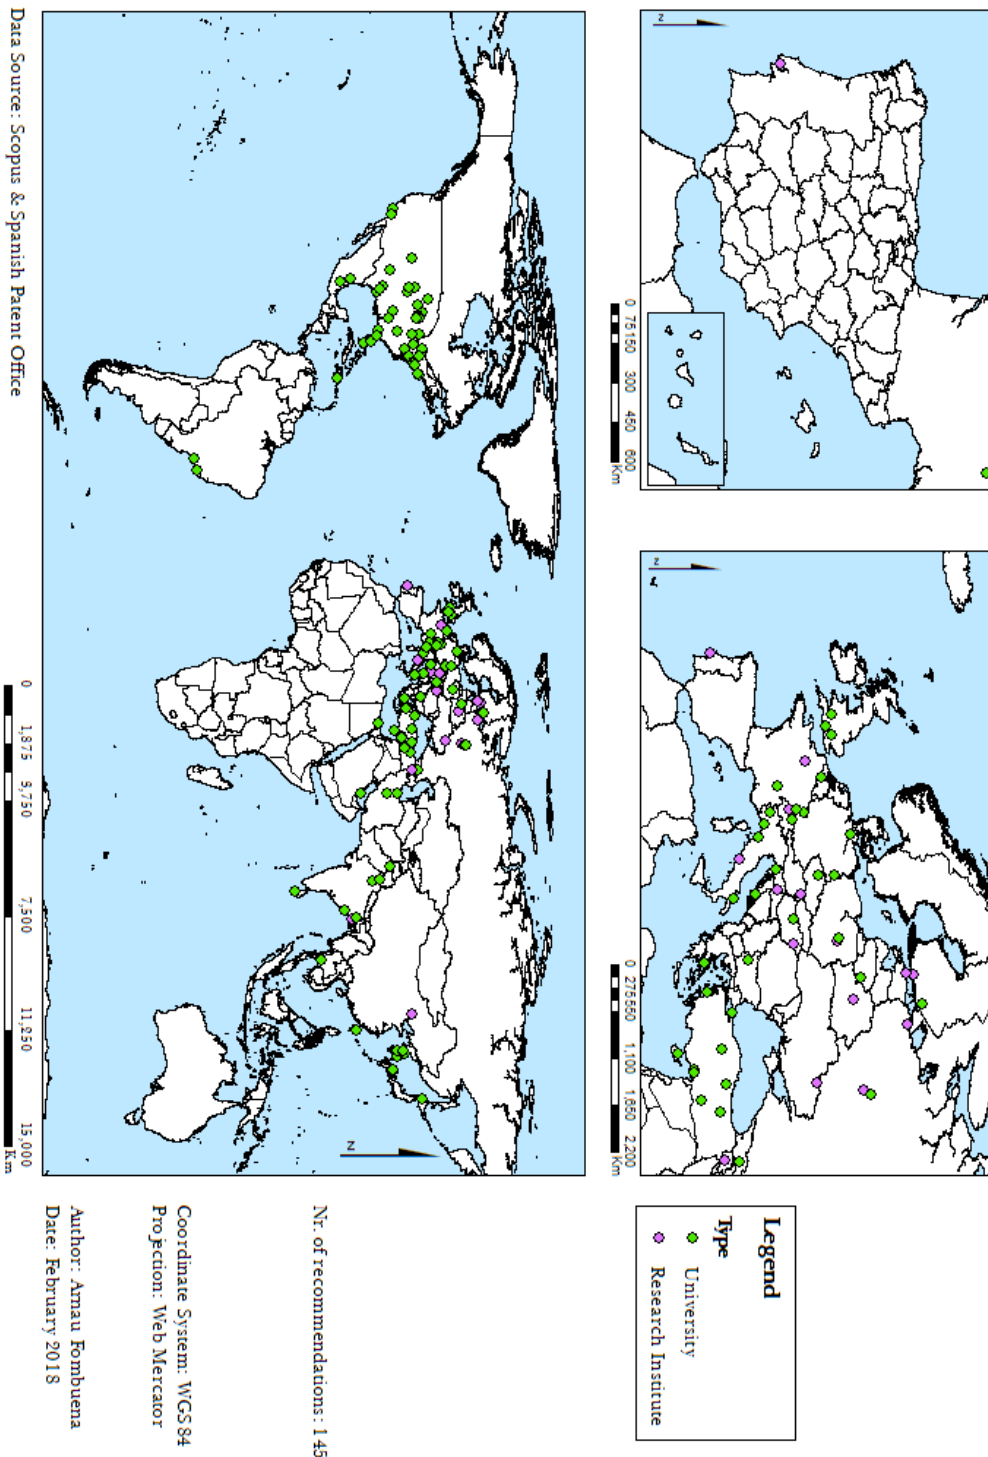 N
0 75150 300 450 600
Km
N
0 275550 1,100 1,650 2,200
Km
Legend
Type
University
Research Institute
N
0 1,875 3,750 7,500 11,250 15,000
Km
Nr. of recommendations: 145
Coordinate System: WGS84
Projection: Web Mercator
Author: Arnau Fombuena
Date: February 2018
Data Source: Scopus & Spanish Patent Office